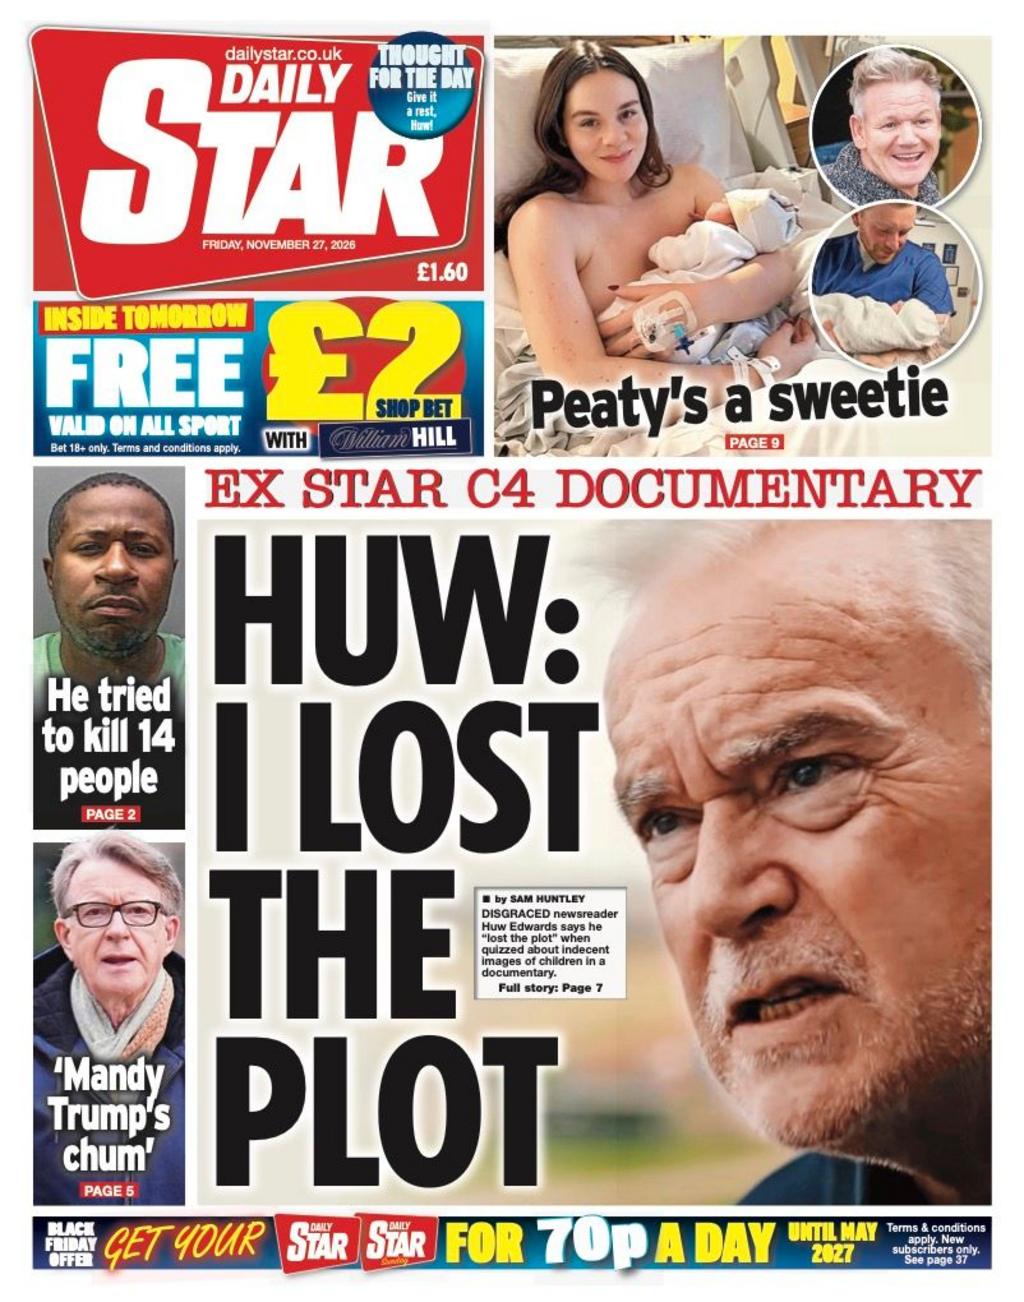 dailystar.co.uk
DAILY
STAR
THOUGHT
FOR THE DAY
Give it
a rest,
Huw!
FRIDAY, NOVEMBER 27, 2026
£1.60
INSIDE TOMORROW
FREE
£2
SHOP BET
VALID ON ALL SPORT
WITH William HILL
Bet 18+ only. Terms and conditions apply.
Peaty's a sweetie
PAGE 9
He tried
to kill 14
people
PAGE 2
'Mandy
Trump's
chum'
PAGE 5
EX STAR C4 DOCUMENTARY
HUW:
I LOST
THE
PLOT
■ by SAM HUNTLEY
DISGRACED newsreader
Huw Edwards says he
“lost the plot” when
quizzed about indecent
images of children in a
documentary.
Full story: Page 7
BLACK
FRIDAY
OFFER
GET YOUR
DAILY
STAR
DAILY
STAR
Sunday
FOR 70p A DAY
UNTIL MAY
2027
Terms & conditions
apply. New
subscribers only.
See page 37